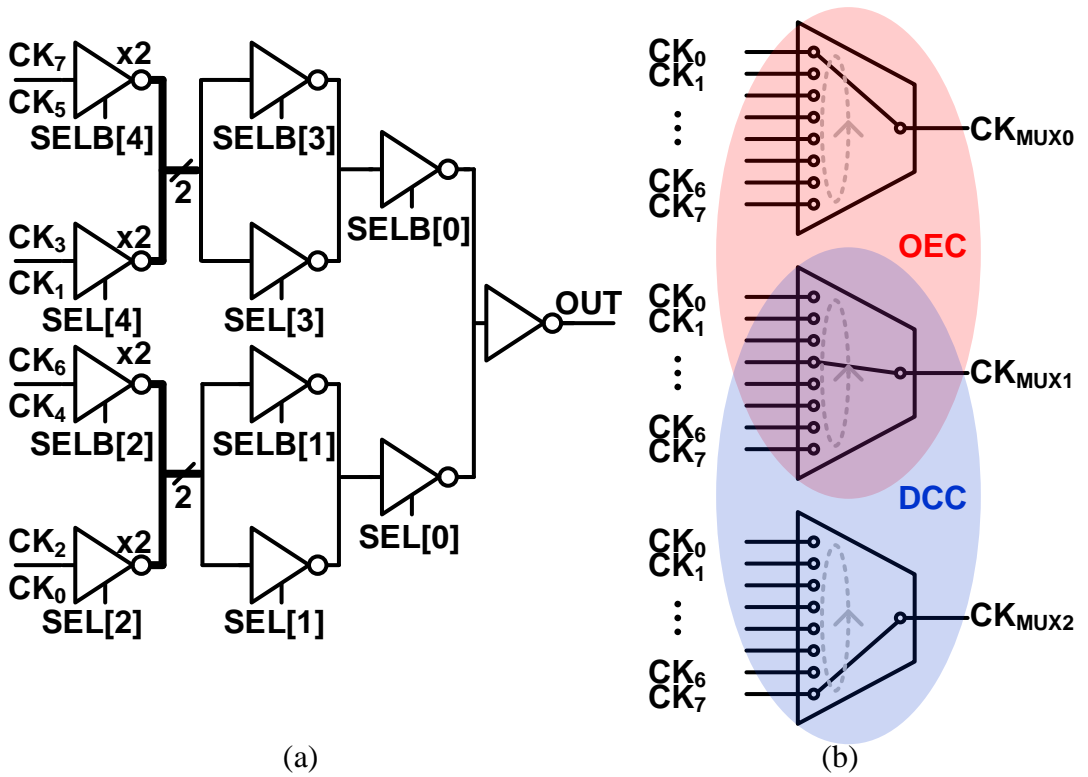 CK7
x2
CK5
SELB[4]
CK3
x2
CK1
SEL[4]
2
SELB[3]
SEL[3]
SELB[0]
OUT
CK6
x2
CK4
SELB[2]
CK2
x2
CK0
SEL[2]
2
SELB[1]
SEL[1]
SEL[0]
(a)
CK0
CK1
⋮
CK6
CK7
CKMUX0
OEC
CK0
CK1
⋮
CK6
CK7
CKMUX1
DCC
CK0
CK1
⋮
CK6
CK7
CKMUX2
(b)